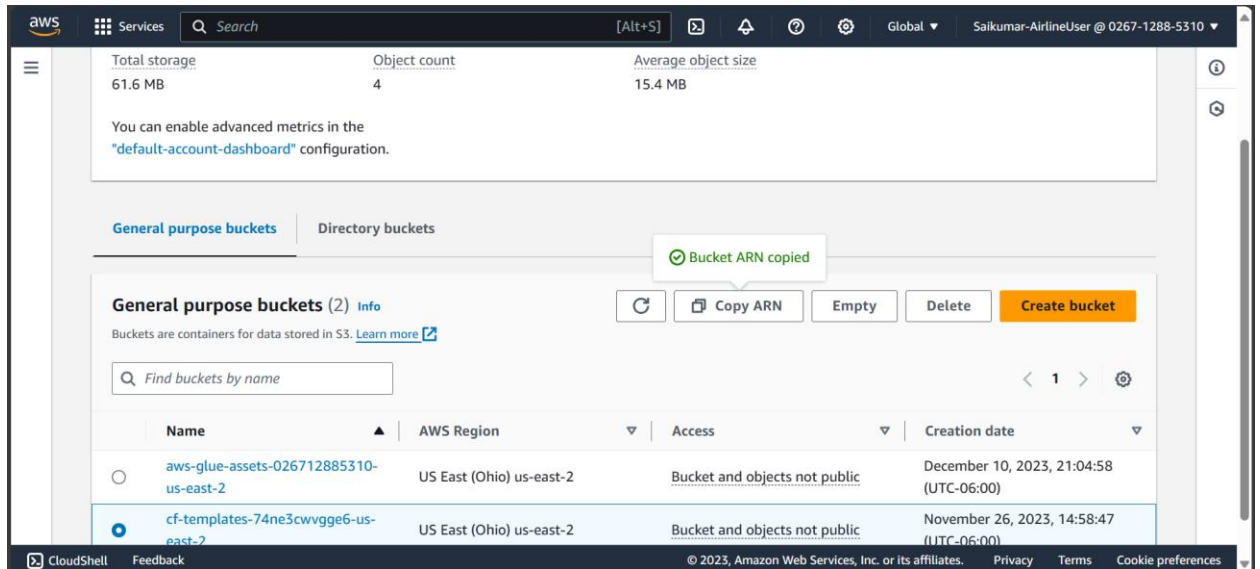 aws
Services
Search
[Alt+S]
Global
Saikumar-AirlineUser @ 0267-1288-5310
Total storage
Object count
Average object size
61.6 MB
4
15.4 MB
You can enable advanced metrics in the
"default-account-dashboard" configuration.
General purpose buckets
Directory buckets
Bucket ARN copied
General purpose buckets (2) Info
Copy ARN
Empty
Delete
Create bucket
Buckets are containers for data stored in S3. Learn more
Find buckets by name
1
Name
AWS Region
Access
Creation date
aws-glue-assets-026712885310-
us-east-2
US East (Ohio) us-east-2
Bucket and objects not public
December 10, 2023, 21:04:58
(UTC-06:00)
cf-templates-74ne3cwvgge6-us-
east-2
US East (Ohio) us-east-2
Bucket and objects not public
November 26, 2023, 14:58:47
(UTC-06:00)
CloudShell
Feedback
© 2023, Amazon Web Services, Inc. or its affiliates.
Privacy
Terms
Cookie preferences